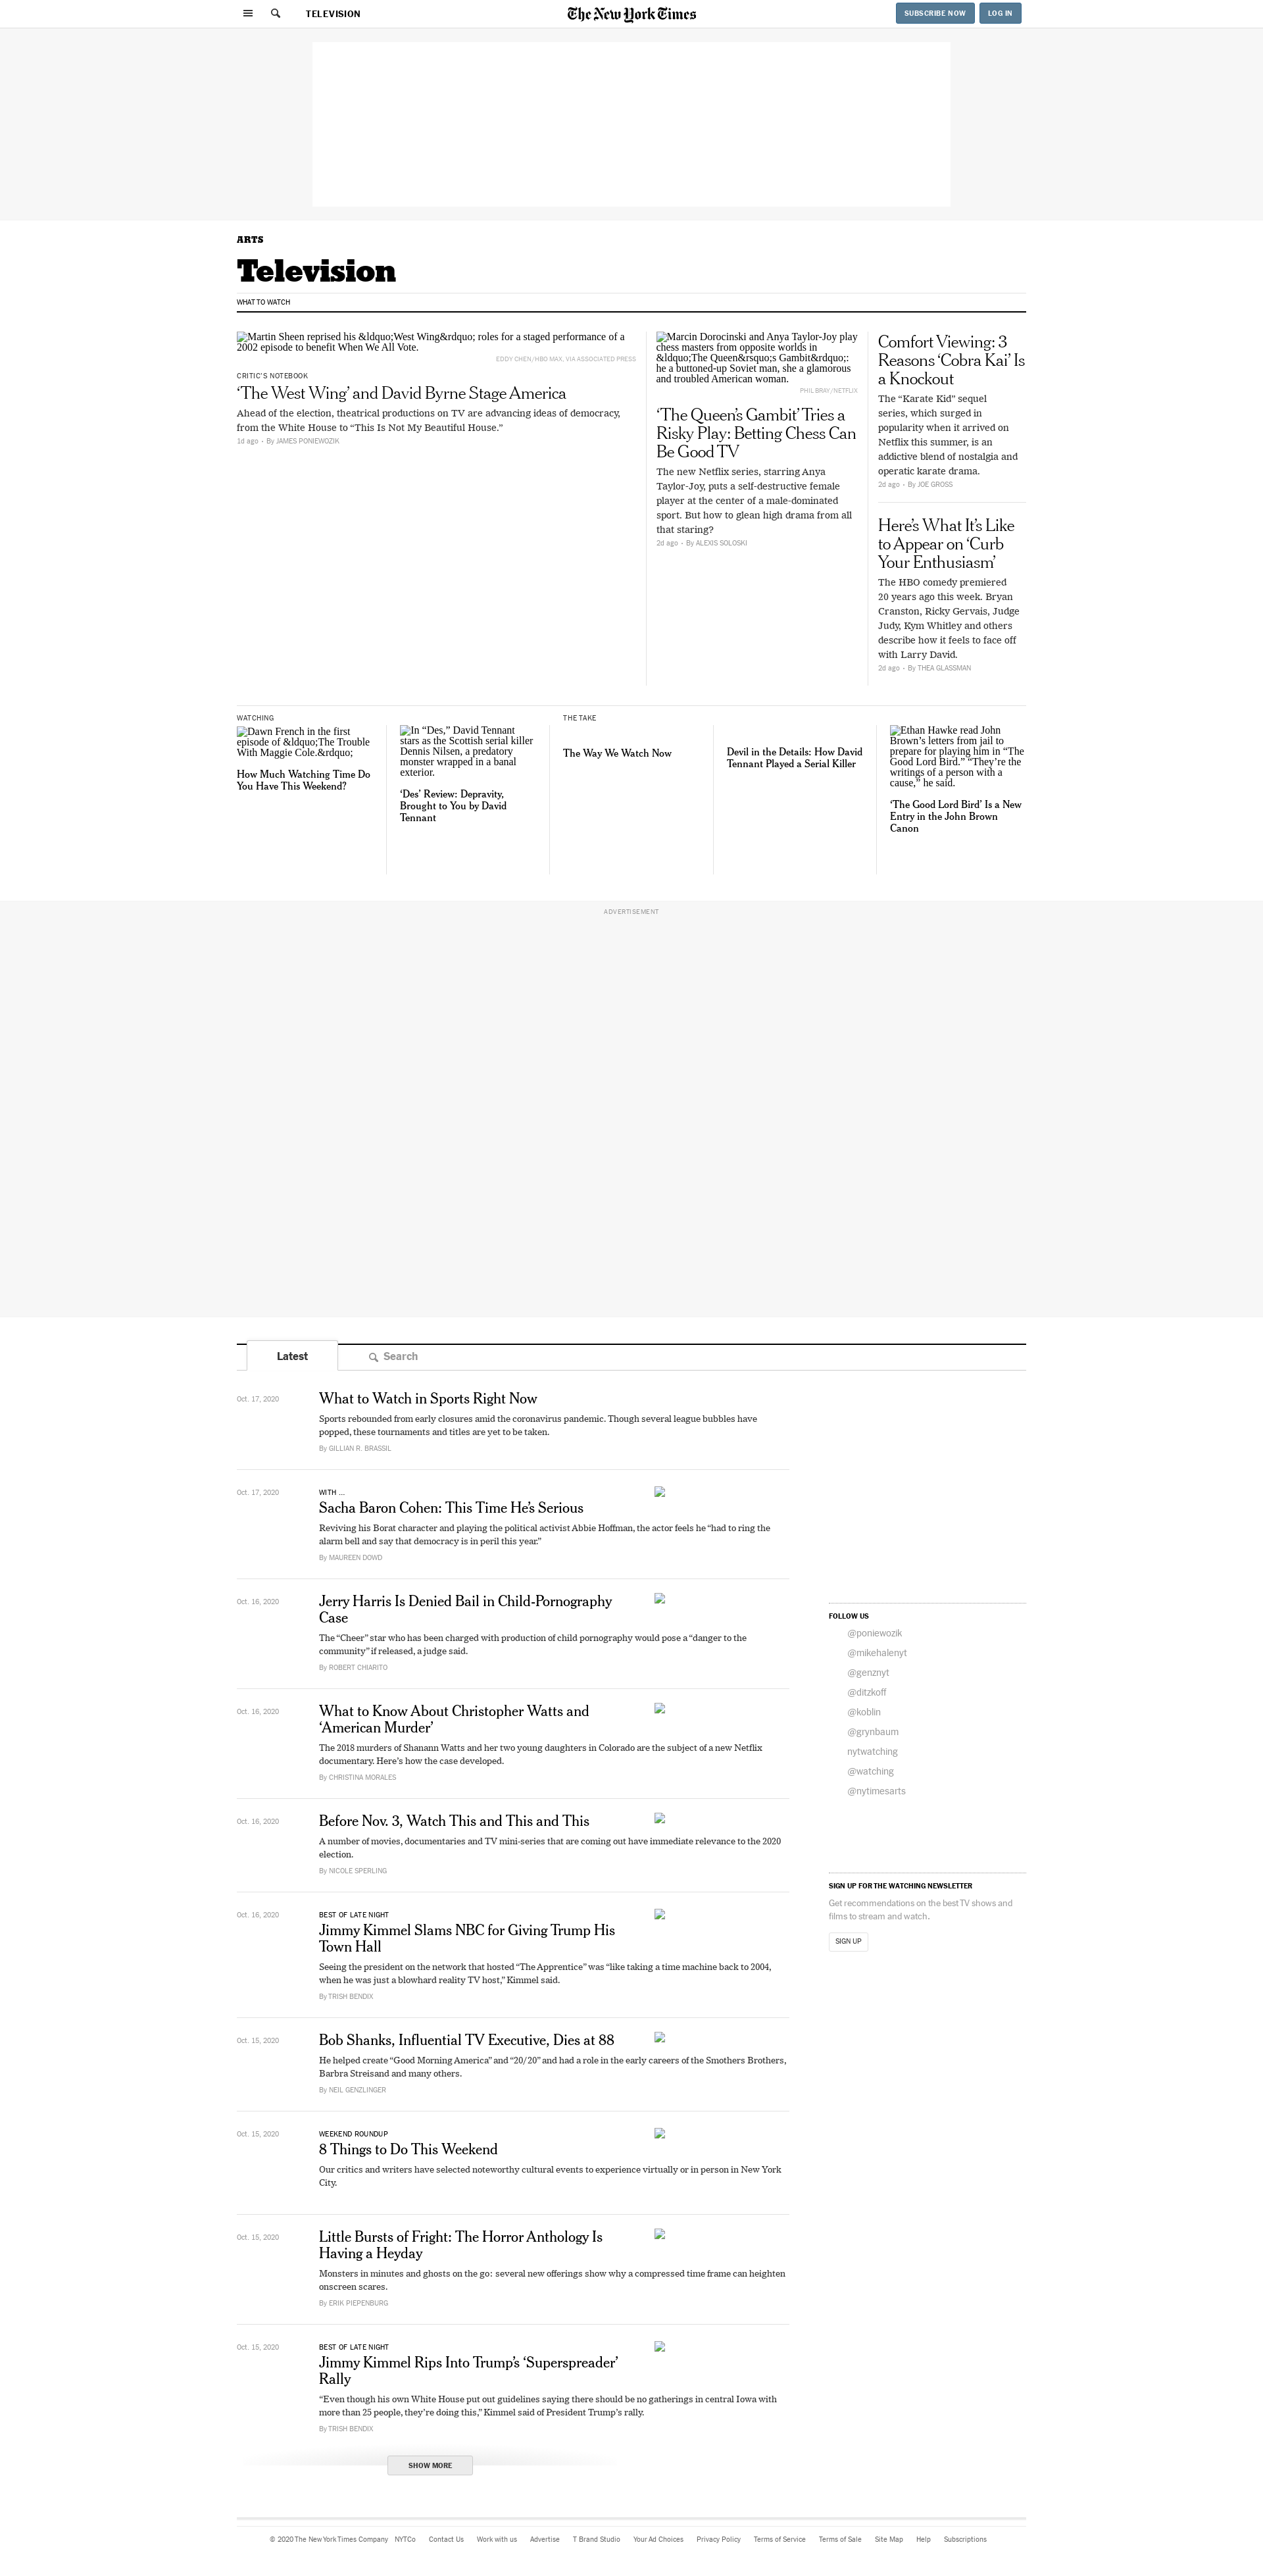 TELEVISION
The New York Times
SUBSCRIBE NOW
LOG IN
ARTS
Television
WHAT TO WATCH
Martin Sheen reprised his &ldquo;West Wing&rdquo; roles for a staged performance of a
2002 episode to benefit When We All Vote.
EDDY CHEN/HBO MAX, VIA ASSOCIATED PRESS
CRITIC'S NOTEBOOK
‘The West Wing’ and David Byrne Stage America
Ahead of the election, theatrical productions on TV are advancing ideas of democracy,
from the White House to “This Is Not My Beautiful House.”
1d ago • By JAMES PONIEWOZIK
Marcin Dorocinski and Anya Taylor-Joy play
chess masters from opposite worlds in
&ldquo;The Queen&rsquo;s Gambit&rdquo;:
he a buttoned-up Soviet man, she a glamorous
and troubled American woman.
PHIL BRAY/NETFLIX
‘The Queen’s Gambit’ Tries a
Risky Play: Betting Chess Can
Be Good TV
The new Netflix series, starring Anya
Taylor-Joy, puts a self-destructive female
player at the center of a male-dominated
sport. But how to glean high drama from all
that staring?
2d ago • By ALEXIS SOLOSKI
Comfort Viewing: 3
Reasons ‘Cobra Kai’ Is
a Knockout
The “Karate Kid” sequel
series, which surged in
popularity when it arrived on
Netflix this summer, is an
addictive blend of nostalgia and
operatic karate drama.
2d ago • By JOE GROSS
Here’s What It’s Like
to Appear on ‘Curb
Your Enthusiasm’
The HBO comedy premiered
20 years ago this week. Bryan
Cranston, Ricky Gervais, Judge
Judy, Kym Whitley and others
describe how it feels to face off
with Larry David.
2d ago • By THEA GLASSMAN
WATCHING
Dawn French in the first
episode of &ldquo;The Trouble
With Maggie Cole.&rdquo;
How Much Watching Time Do
You Have This Weekend?
In “Des,” David Tennant
stars as the Scottish serial killer
Dennis Nilsen, a predatory
monster wrapped in a banal
exterior.
‘Des’ Review: Depravity,
Brought to You by David
Tennant
THE TAKE
The Way We Watch Now
Devil in the Details: How David
Tennant Played a Serial Killer
Ethan Hawke read John
Brown’s letters from jail to
prepare for playing him in “The
Good Lord Bird.” “They’re the
writings of a person with a
cause,” he said.
‘The Good Lord Bird’ Is a New
Entry in the John Brown
Canon
ADVERTISEMENT
Latest
Search
Oct. 17, 2020
What to Watch in Sports Right Now
Sports rebounded from early closures amid the coronavirus pandemic. Though several league bubbles have
popped, these tournaments and titles are yet to be taken.
By GILLIAN R. BRASSIL
Oct. 17, 2020
WITH ...
Sacha Baron Cohen: This Time He’s Serious
Reviving his Borat character and playing the political activist Abbie Hoffman, the actor feels he “had to ring the
alarm bell and say that democracy is in peril this year.”
By MAUREEN DOWD
Oct. 16, 2020
Jerry Harris Is Denied Bail in Child-Pornography
Case
The “Cheer” star who has been charged with production of child pornography would pose a “danger to the
community” if released, a judge said.
By ROBERT CHIARITO
Oct. 16, 2020
What to Know About Christopher Watts and
‘American Murder’
The 2018 murders of Shanann Watts and her two young daughters in Colorado are the subject of a new Netflix
documentary. Here’s how the case developed.
By CHRISTINA MORALES
Oct. 16, 2020
Before Nov. 3, Watch This and This and This
A number of movies, documentaries and TV mini-series that are coming out have immediate relevance to the 2020
election.
By NICOLE SPERLING
Oct. 16, 2020
BEST OF LATE NIGHT
Jimmy Kimmel Slams NBC for Giving Trump His
Town Hall
Seeing the president on the network that hosted “The Apprentice” was “like taking a time machine back to 2004,
when he was just a blowhard reality TV host,” Kimmel said.
By TRISH BENDIX
Oct. 15, 2020
Bob Shanks, Influential TV Executive, Dies at 88
He helped create “Good Morning America” and “20/20” and had a role in the early careers of the Smothers Brothers,
Barbra Streisand and many others.
By NEIL GENZLINGER
Oct. 15, 2020
WEEKEND ROUNDUP
8 Things to Do This Weekend
Our critics and writers have selected noteworthy cultural events to experience virtually or in person in New York
City.
Oct. 15, 2020
Little Bursts of Fright: The Horror Anthology Is
Having a Heyday
Monsters in minutes and ghosts on the go: several new offerings show why a compressed time frame can heighten
onscreen scares.
By ERIK PIEPENBURG
Oct. 15, 2020
BEST OF LATE NIGHT
Jimmy Kimmel Rips Into Trump’s ‘Superspreader’
Rally
“Even though his own White House put out guidelines saying there should be no gatherings in central Iowa with
more than 25 people, they’re doing this,” Kimmel said of President Trump’s rally.
By TRISH BENDIX
SHOW MORE
FOLLOW US
@poniewozik
@mikehalenyt
@genznyt
@ditzkoff
@koblin
@grynbaum
nytwatching
@watching
@nytimesarts
SIGN UP FOR THE WATCHING NEWSLETTER
Get recommendations on the best TV shows and
films to stream and watch.
SIGN UP
© 2020 The New York Times Company NYTCo Contact Us Work with us Advertise T Brand Studio Your Ad Choices Privacy Policy Terms of Service Terms of Sale Site Map Help Subscriptions